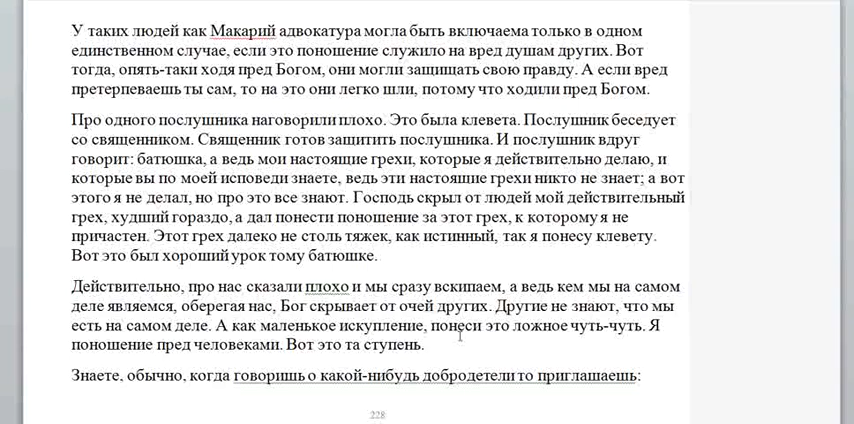 У таких людей как Макарий адвокатура могла быть включаема только в одном
единственном случае, если это поношение служило на вред душам других. Вот
тогда, опять-таки ходя пред Богом, они могли защищать свою правду. А если вред
претерпеваешь ты сам, то на это они легко шли, потому что ходили пред Богом.
Про одного послушника наговорили плохо. Это была клевета. Послушник беседует
со священником. Священник готов защитить послушника. И послушник вдруг
говорит: батюшка, а ведь мои настоящие грехи, которые я действительно делаю, и
которые вы по моей исповеди знаете, ведь эти настоящие грехи никто не знает; а вот
этого я не делал, но про это все знают. Господь скрыл от людей мой действительный
грех, худший гораздо, а дал понести поношение за этот грех, к которому я не
причастен. Этот грех далеко не столь тяжек, как истинный, так я понесу клевету.
Вот это был хороший урок тому батюшке.
Действительно, про нас сказали плохо и мы сразу вскипаем, а ведь кем мы на самом
деле являемся, оберегая нас, Бог скрывает от очей других. Другие не знают, что мы
есть на самом деле. А как маленькое искупление, понеси это ложное чуть-чуть. Я
поношение пред человеками. Вот это та ступень.
Знаете, обычно, когда говоришь о какой-нибудь добродетели то приглашаешь:
228